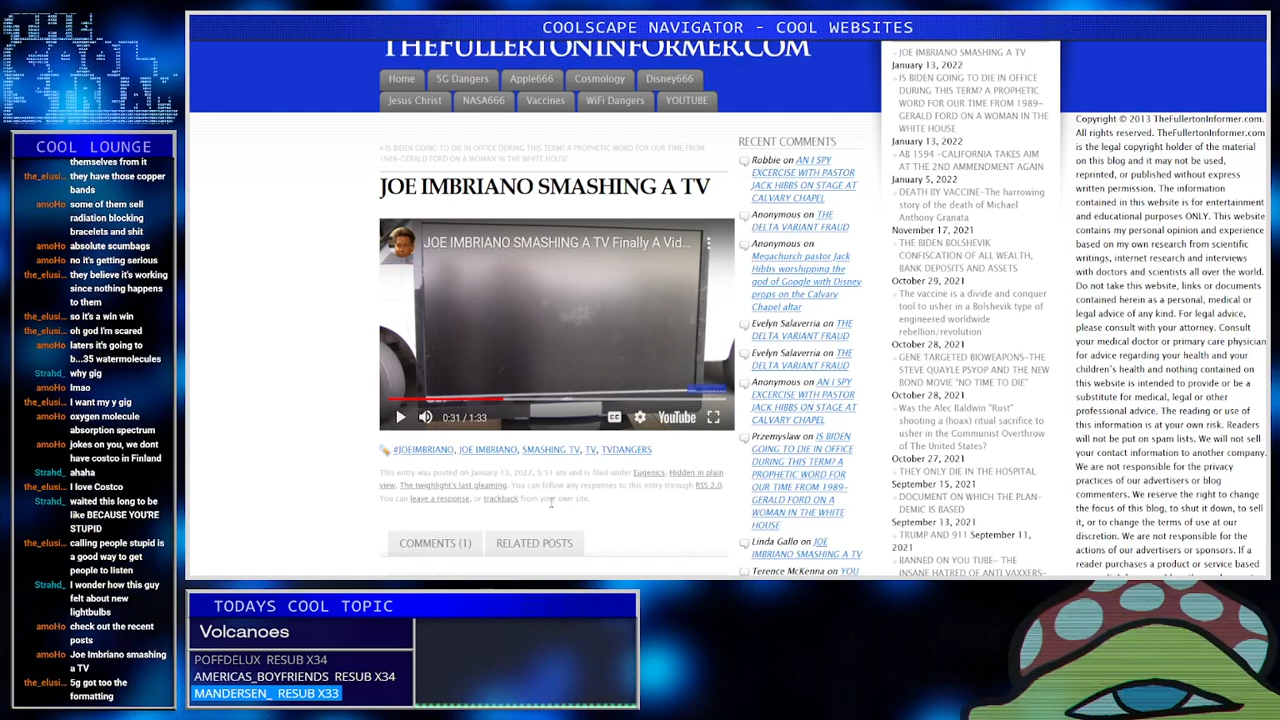 COOLSCAPE NAVIGATOR - COOL WEBSITES
COOL LOUNGE
themselves from it
the_elusi... they have those copper
bands
amoHo some of them sell
radiation blocking
bracelets and shit
amoHo absolute scumbags
amoHo no it's getting serious
the_elusi... they believe it's working
since nothing happens
to them
the_elusi... so it's a win win
the_elusi... oh god I'm scared
amoHo laters it's going to
b...35 watermolecules
Strahd_ why gig
amoHo lmao
the_elusi... I want my y gig
amoHo oxygen molecule
absorption spectrum
amoHo jokes on you, we dont
have costco in Finland
Strahd_ ahaha
the_elusi... I love Costco
Strahd_ waited this long to be
like BECAUSE YOU'RE
STUPID
the_elusi... calling people stupid is
a good way to get
people to listen
Strahd_ I wonder how this guy
felt about new
lightbulbs
amoHo check out the recent
posts
amoHo Joe Imbriano smashing
a TV
the_elusi... 5g got too the
formatting
THEFULLERTONINFORMER.COM
Home 5G Dangers Apple666 Cosmology Disney666
Jesus Christ NASA666 Vaccines WiFi Dangers YOUTUBE
« IS BIDEN GOING TO DIE IN OFFICE DURING THIS TERM? A PROPHETIC WORD FOR OUR TIME FROM
1989-GERALD FORD ON A WOMAN IN THE WHITE HOUSE
JOE IMBRIANO SMASHING A TV
JOE IMBRIANO SMASHING A TV Finally A Vid...
0:31 / 1:33
CC
YouTube
#JOEIMBRIANO, JOE IMBRIANO, SMASHING TV, TV, TVDANGERS
This entry was posted on January 13, 2022, 5:51 am and is filed under Eugenics, Hidden in plain
view, The twighlight's last gleaming. You can follow any responses to this entry through RSS 2.0.
You can leave a response, or trackback from your own site.
COMMENTS (1) RELATED POSTS
RECENT COMMENTS
Robbie on AN I SPY
EXCERCISE WITH PASTOR
JACK HIBBS ON STAGE AT
CALVARY CHAPEL
Anonymous on THE
DELTA VARIANT FRAUD
Anonymous on
Megachurch pastor Jack
Hibbs worshipping the
god of Google with Disney
props on the Calvary
Chapel altar
Evelyn Salaverria on THE
DELTA VARIANT FRAUD
Evelyn Salaverria on THE
DELTA VARIANT FRAUD
Anonymous on AN I SPY
EXCERCISE WITH PASTOR
JACK HIBBS ON STAGE AT
CALVARY CHAPEL
Przemyslaw on IS BIDEN
GOING TO DIE IN OFFICE
DURING THIS TERM? A
PROPHETIC WORD FOR
OUR TIME FROM 1989-
GERALD FORD ON A
WOMAN IN THE WHITE
HOUSE
Linda Gallo on JOE
IMBRIANO SMASHING A TV
Terence McKenna on YOU
JOE IMBRIANO SMASHING A TV
January 13, 2022
IS BIDEN GOING TO DIE IN OFFICE
DURING THIS TERM? A PROPHETIC
WORD FOR OUR TIME FROM 1989-
GERALD FORD ON A WOMAN IN THE
WHITE HOUSE
January 13, 2022
AB 1594 -CALIFORNIA TAKES AIM
AT THE 2ND AMMENDMENT AGAIN
January 5, 2022
DEATH BY VACCINE-The harrowing
story of the death of Michael
Anthony Granata
November 17, 2021
THE BIDEN BOLSHEVIK
CONFISCATION OF ALL WEALTH,
BANK DEPOSITS AND ASSETS
October 29, 2021
The vaccine is a divide and conquer
tool to usher in a Bolshevik type of
engineered worldwide
rebellion/revolution
October 28, 2021
GENE TARGETED BIOWEAPONS-THE
STEVE QUAYLE PSYOP AND THE NEW
BOND MOVIE "NO TIME TO DIE"
October 28, 2021
Was the Alec Baldwin "Rust"
shooting a (hoax) ritual sacrifice to
usher in the Communist Overthrow
of The United States?
October 27, 2021
THEY ONLY DIE IN THE HOSPITAL
September 15, 2021
DOCUMENT ON WHICH THE PLAN-
DEMIC IS BASED
September 13, 2021
TRUMP AND 911 September 11,
2021
BANNED ON YOU TUBE- THE
INSANE HATRED OF ANTI VAXXERS-
Copyright © 2013 TheFullertonInformer.com.
All rights reserved. TheFullertonInformer.com
is the legal copyright holder of the material
on this blog and it may not be used,
reprinted, or published without express
written permission. The information
contained in this website is for entertainment
and educational purposes ONLY. This website
contains my personal opinion and experience
based on my own research from scientific
writings, internet research and interviews
with doctors and scientists all over the world.
Do not take this website, links or documents
contained herein as a personal, medical or
legal advice of any kind. For legal advice,
please consult with your attorney. Consult
your medical doctor or primary care physician
for advice regarding your health and your
children's health and nothing contained on
this website is intended to provide or be a
substitute for medical, legal or other
professional advice. The reading or use of
this information is at your own risk. Readers
will not be put on spam lists. We will not sell
your contact information to another company.
We are not responsible for the privacy
practices of our advertisers or blog
commenters. We reserve the right to change
the focus of this blog, to shut it down, to sell
it, or to change the terms of use at our
discretion. We are not responsible for the
actions of our advertisers or sponsors. If a
reader purchases a product or service based
TODAYS COOL TOPIC
Volcanoes
POFFDELUX RESUB X34
AMERICAS_BOYFRIENDS RESUB X34
MANDERSEN_ RESUB X33